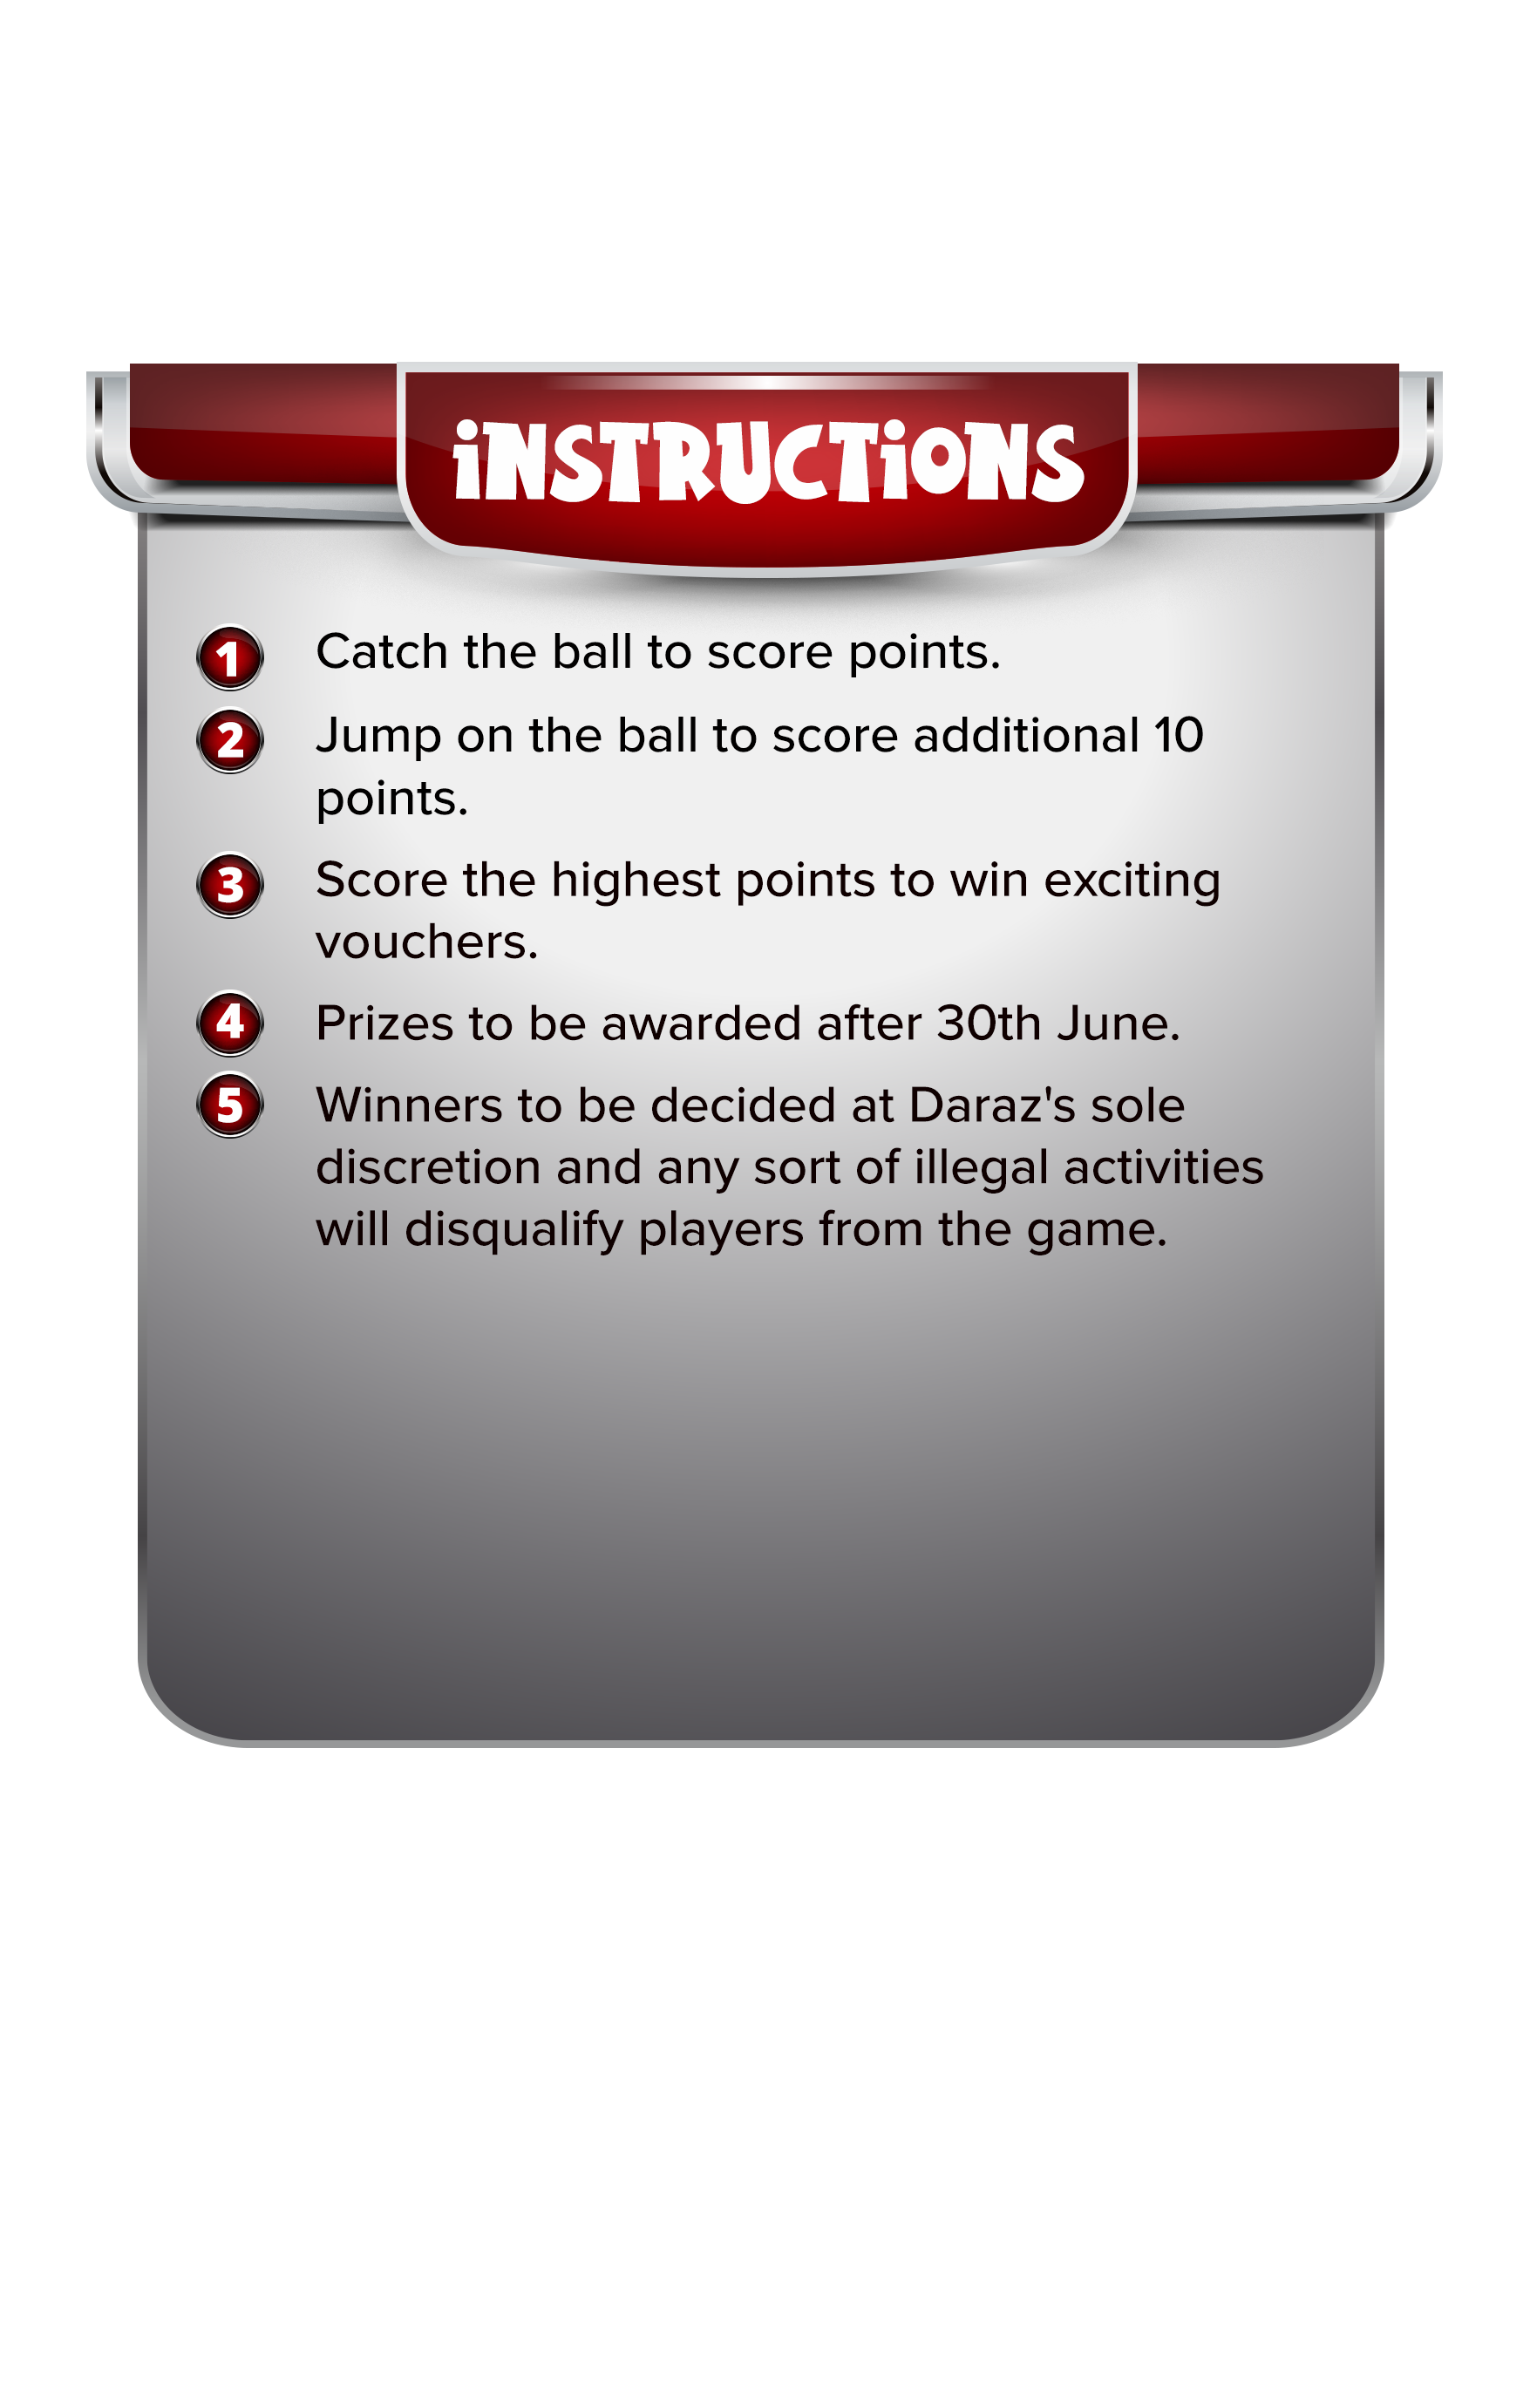 iNSTRUCTiONS
1 Catch the ball to score points.
2 Jump on the ball to score additional 10
points.
3 Score the highest points to win exciting
vouchers.
4 Prizes to be awarded after 30th June.
5 Winners to be decided at Daraz's sole
discretion and any sort of illegal activities
will disqualify players from the game.